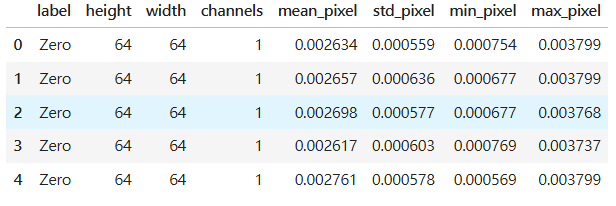 label height width channels mean_pixel std_pixel min_pixel max_pixel
0 Zero 64 64 1 0.002634 0.000559 0.000754 0.003799
1 Zero 64 64 1 0.002657 0.000636 0.000677 0.003799
2 Zero 64 64 1 0.002698 0.000577 0.000677 0.003768
3 Zero 64 64 1 0.002617 0.000603 0.000769 0.003737
4 Zero 64 64 1 0.002761 0.000578 0.000569 0.003799